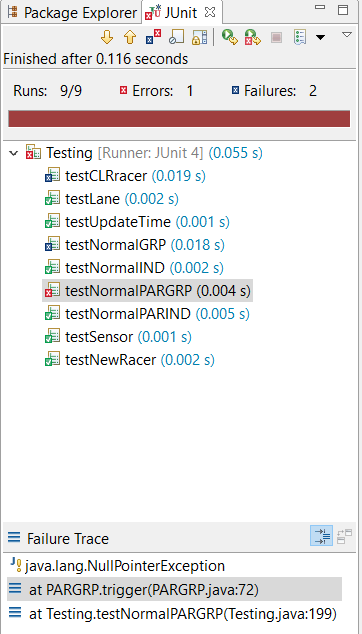 Package Explorer JUnit
Finished after 0.116 seconds
Runs: 9/9 Errors: 1 Failures: 2
Testing [Runner: JUnit 4] (0.055 s)
testCLRracer (0.019 s)
testLane (0.002 s)
testUpdateTime (0.001 s)
testNormalGRP (0.018 s)
testNormalIND (0.002 s)
testNormalPARGRP (0.004 s)
testNormalPARIND (0.005 s)
testSensor (0.001 s)
testNewRacer (0.002 s)
Failure Trace
java.lang.NullPointerException
at PARGRP.trigger(PARGRP.java:72)
at Testing.testNormalPARGRP(Testing.java:199)